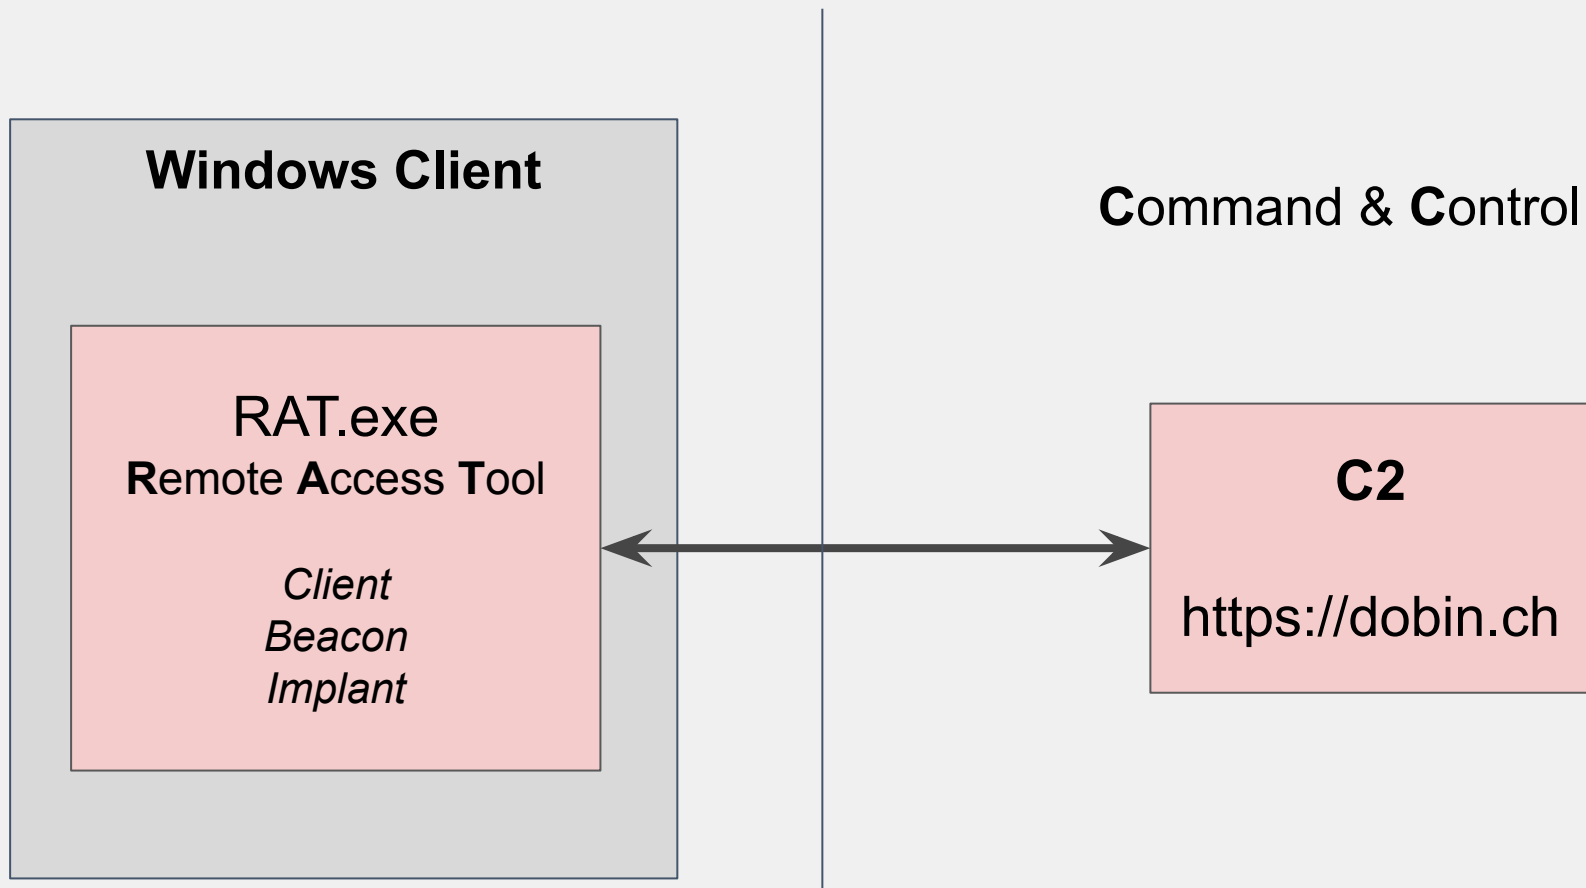 Windows Client
Command & Control
RAT.exe
Remote Access Tool
Client
Beacon
Implant
C2
https://dobin.ch